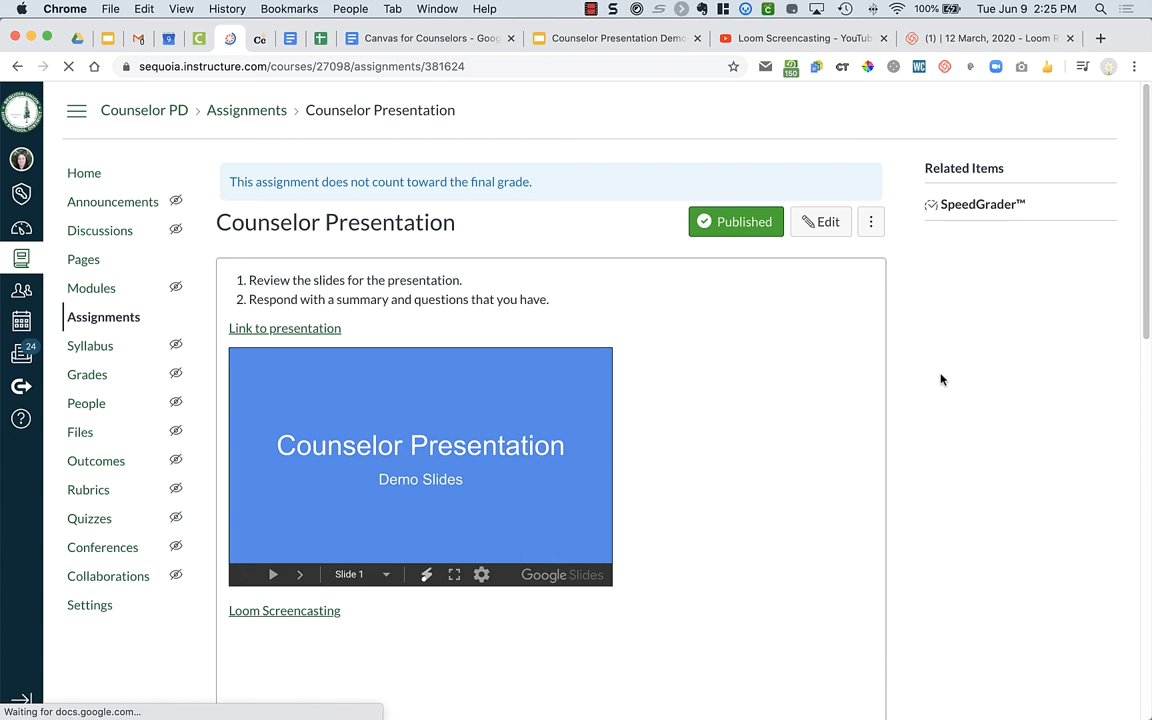 Chrome File Edit View History Bookmarks People Tab Window Help 100% Tue Jun 9 2:25 PM
Canvas for Counselors - Goog Counselor Presentation Demo Loom Screencasting - YouTub (1) | 12 March, 2020 - Loom R
sequoia.instructure.com/courses/27098/assignments/381624
150
Counselor PD › Assignments › Counselor Presentation
Home
Announcements
Discussions
Pages
Modules
Assignments
Syllabus
Grades
People
Files
Outcomes
Rubrics
Quizzes
Conferences
Collaborations
Settings
24
This assignment does not count toward the final grade.
Counselor Presentation
Published
Edit
1. Review the slides for the presentation.
2. Respond with a summary and questions that you have.
Link to presentation
Counselor Presentation
Demo Slides
Slide 1
Google Slides
Loom Screencasting
Related Items
SpeedGrader™
Waiting for docs.google.com...